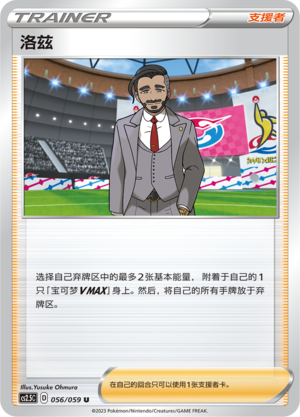 TRAINER
支援者
洛兹
选择自己弃牌区中的最多2张基本能量，附着于自己的1
只「宝可梦VMAX」身上。然后，将自己的所有手牌放于弃
牌区。
Illus.Yusuke Ohmura
在自己的回合只可以使用1张支援者卡。
CS2.5C D 056/059 U
©2023 Pokémon/Nintendo/Creatures/GAME FREAK.